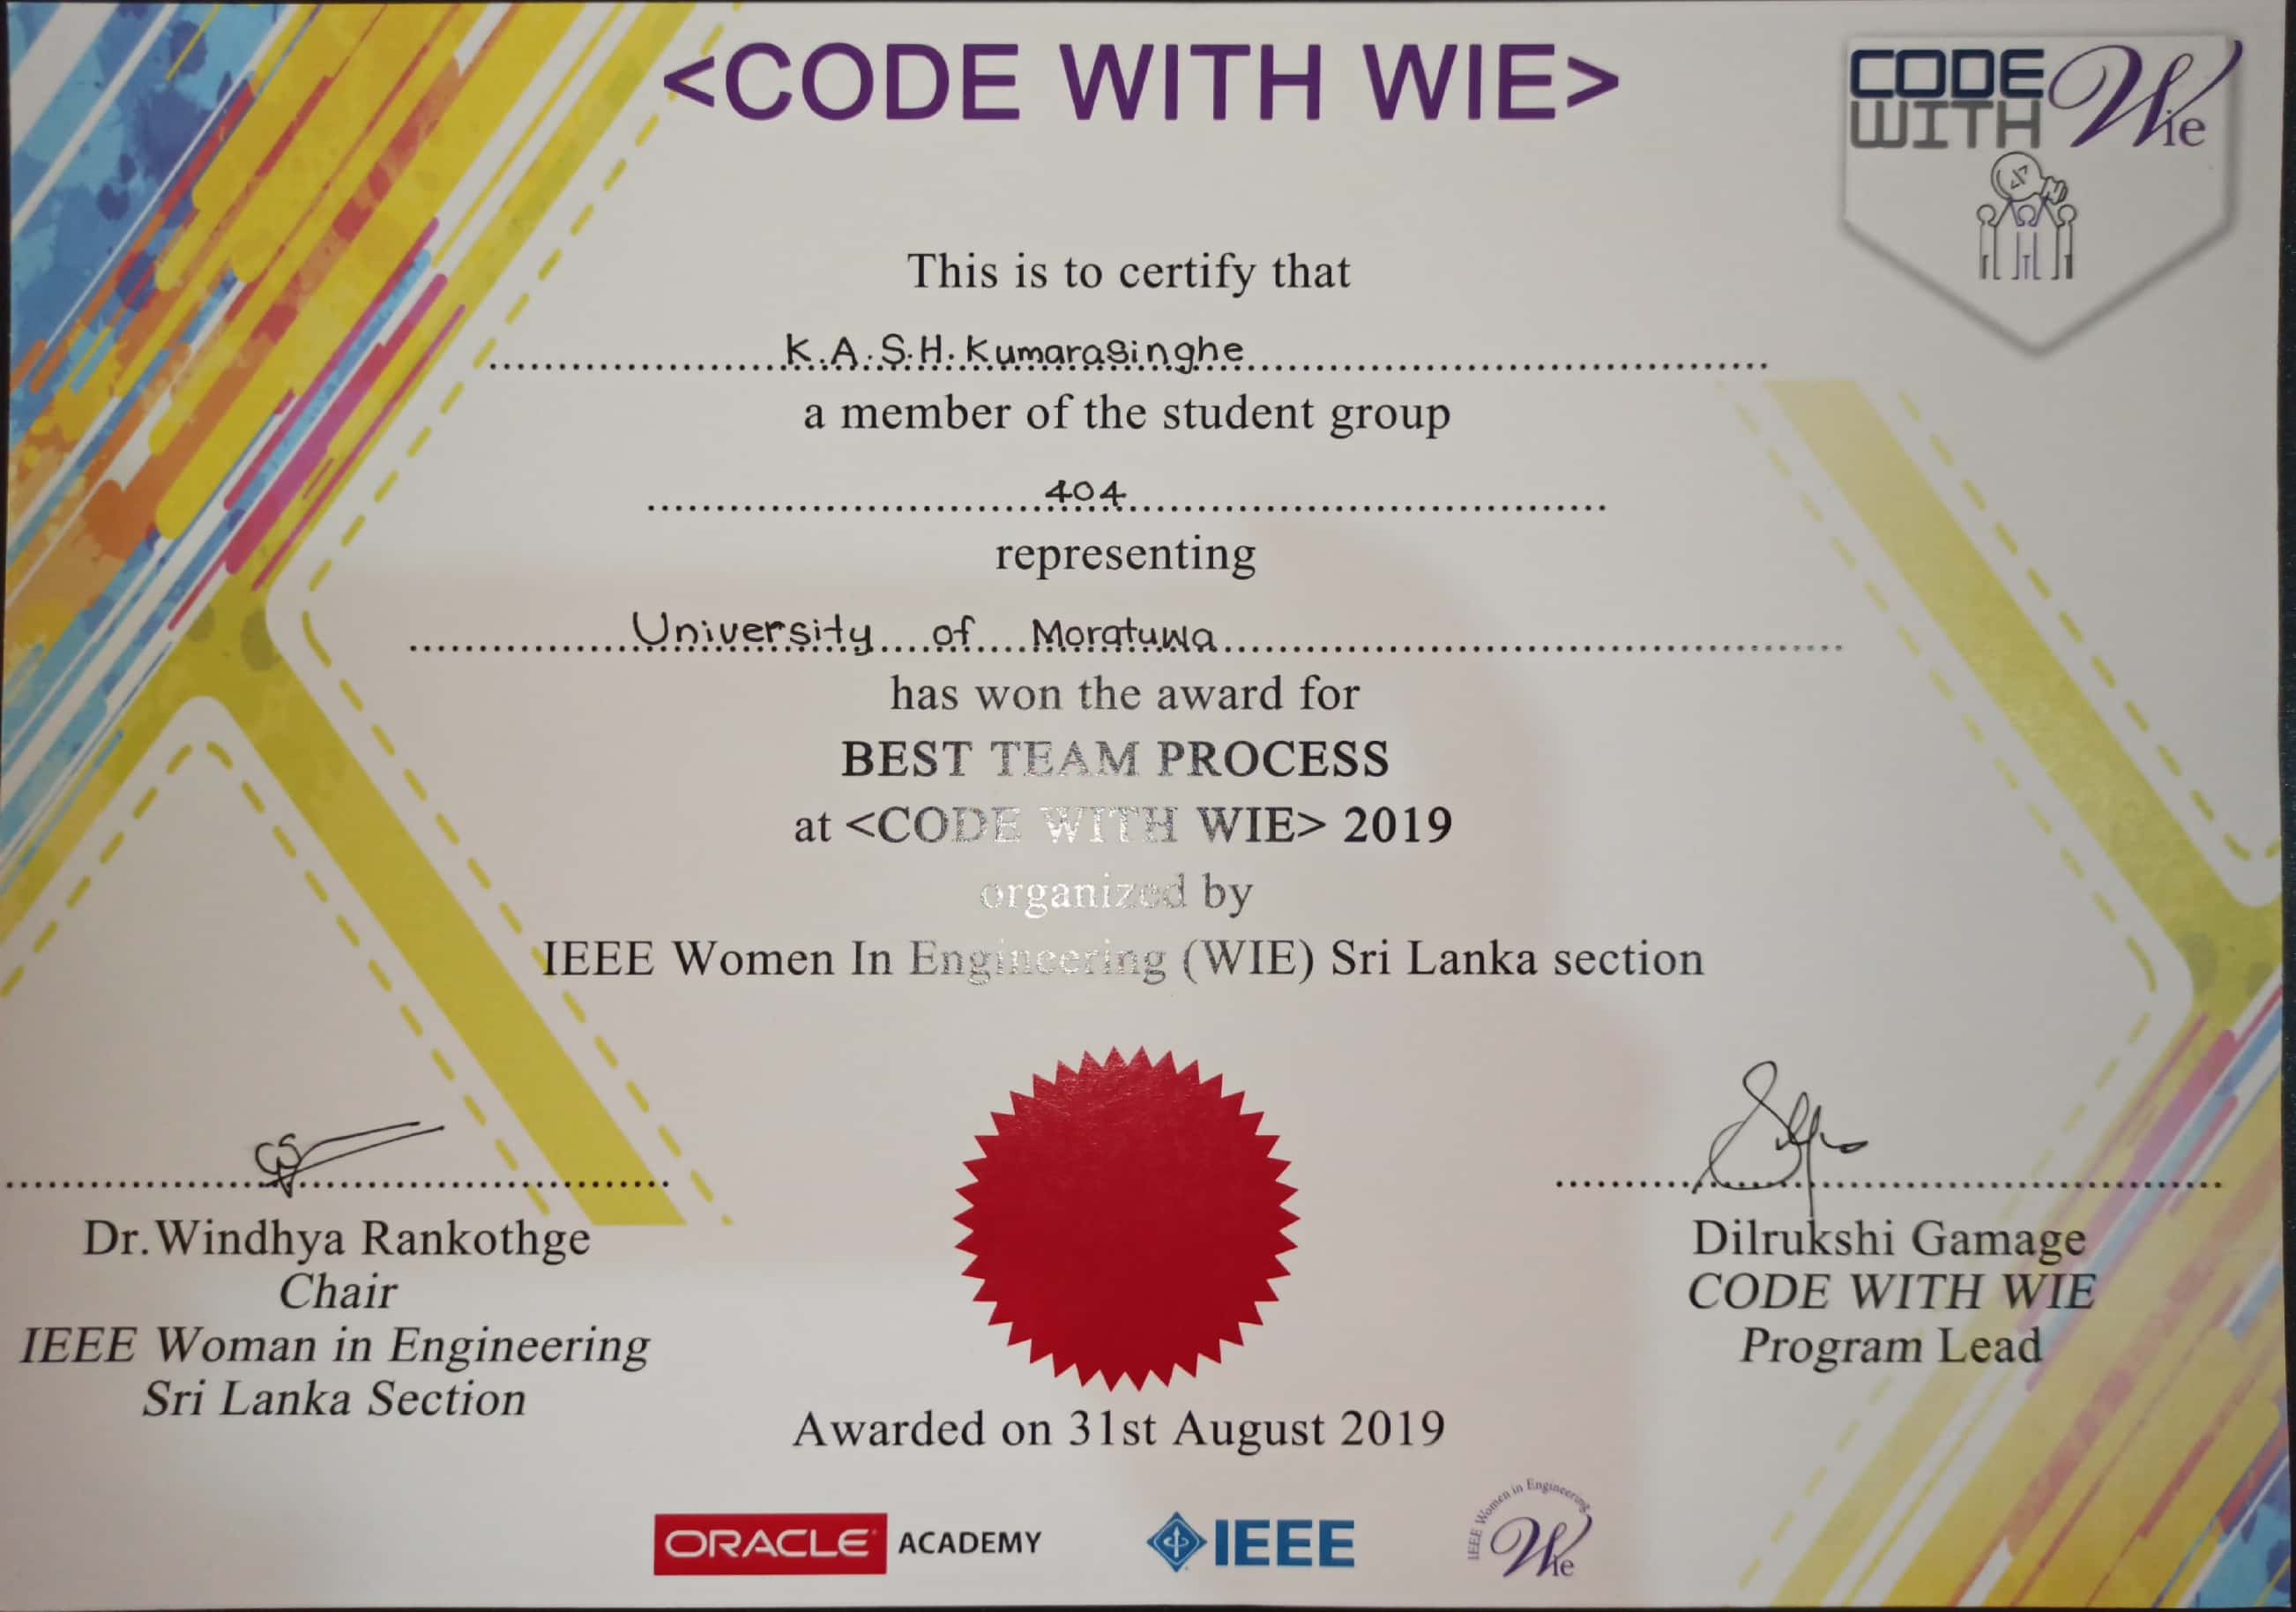 <CODE WITH WIE>
CODE
WITH Wie
This is to certify that
K.A.S.H. Kumarasinghe
a member of the student group
404
representing
University of Moratuwa
has won the award for
BEST TEAM PROCESS
at <CODE WITH WIE> 2019
organized by
IEEE Women In Engineering (WIE) Sri Lanka section
Dr.Windhya Rankothge
Chair
IEEE Woman in Engineering
Sri Lanka Section
Dilrukshi Gamage
CODE WITH WIE
Program Lead
Awarded on 31st August 2019
ORACLE ACADEMY
IEEE
IEEE Women in Engineering
Wie